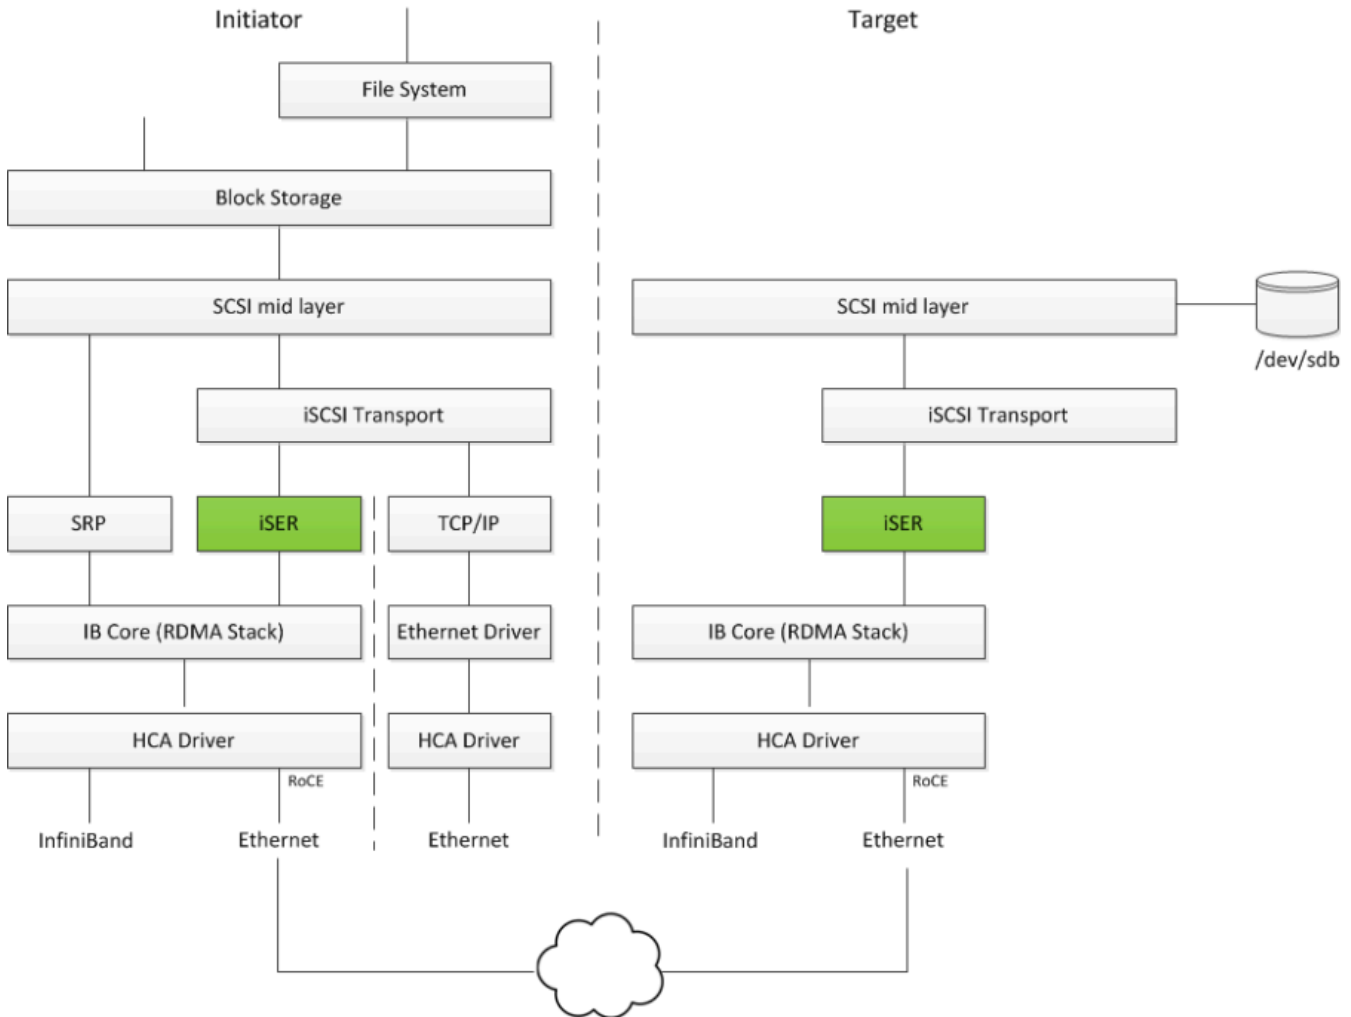 Initiator
Target
File System
Block Storage
SCSI mid layer
SCSI mid layer
/dev/sdb
iSCSI Transport
iSCSI Transport
SRP
iSER
TCP/IP
iSER
IB Core (RDMA Stack)
Ethernet Driver
IB Core (RDMA Stack)
HCA Driver
HCA Driver
HCA Driver
RoCE
RoCE
InfiniBand
Ethernet
Ethernet
InfiniBand
Ethernet